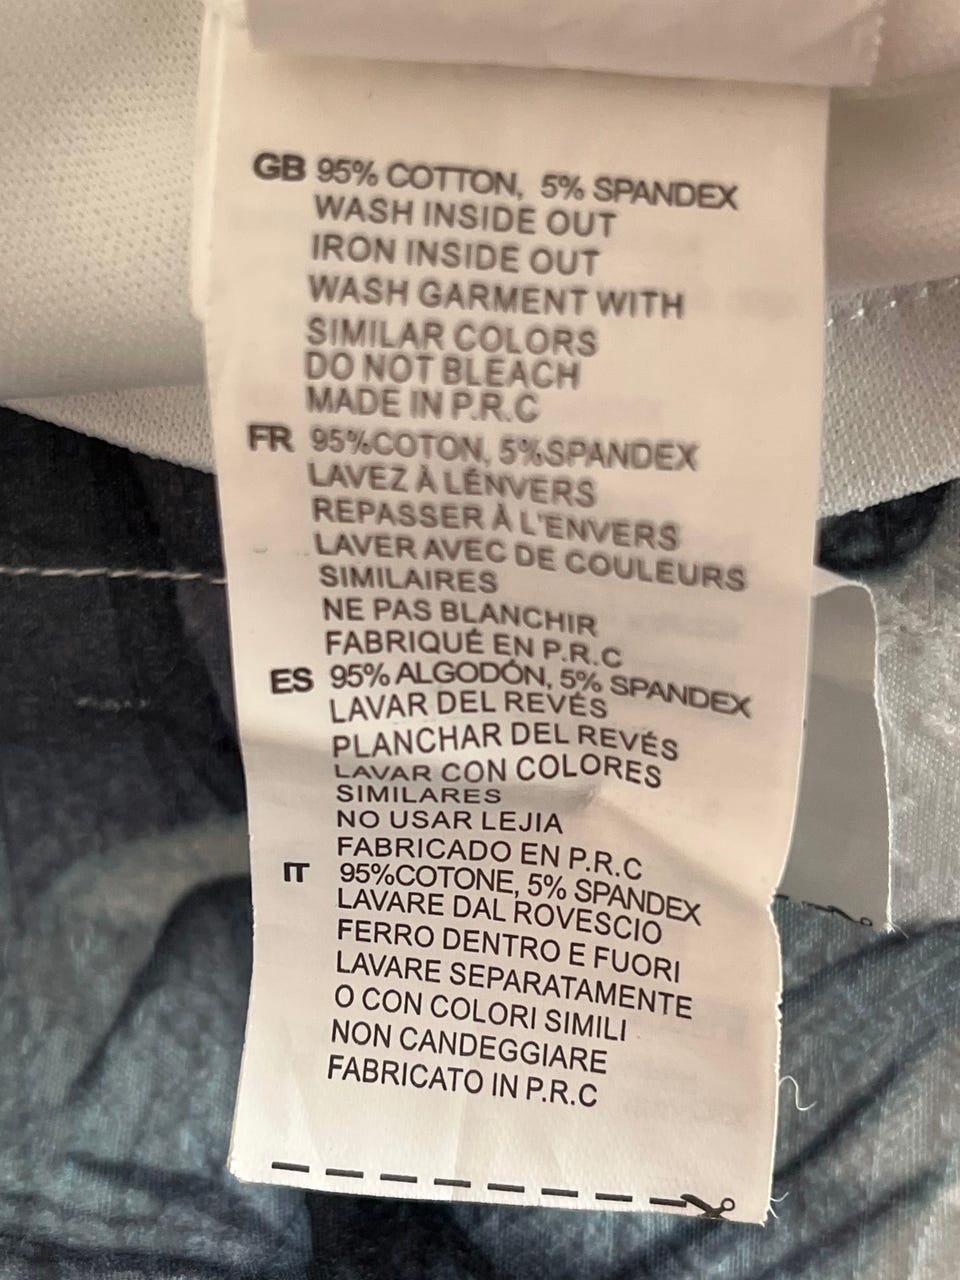 GB 95% COTTON, 5% SPANDEX
WASH INSIDE OUT
IRON INSIDE OUT
WASH GARMENT WITH
SIMILAR COLORS
DO NOT BLEACH
MADE IN P.R.C
FR 95%COTON, 5%SPANDEX
LAVEZ À LÉNVERS
REPASSER À L'ENVERS
LAVER AVEC DE COULEURS
SIMILAIRES
NE PAS BLANCHIR
FABRIQUÉ EN P.R.C
ES 95% ALGODÓN, 5% SPANDEX
LAVAR DEL REVÉS
PLANCHAR DEL REVÉS
LAVAR CON COLORES
SIMILARES
NO USAR LEJIA
FABRICADO EN P.R.C
IT 95%COTONE, 5% SPANDEX
LAVARE DAL ROVESCIO
FERRO DENTRO E FUORI
LAVARE SEPARATAMENTE
O CON COLORI SIMILI
NON CANDEGGIARE
FABRICATO IN P.R.C